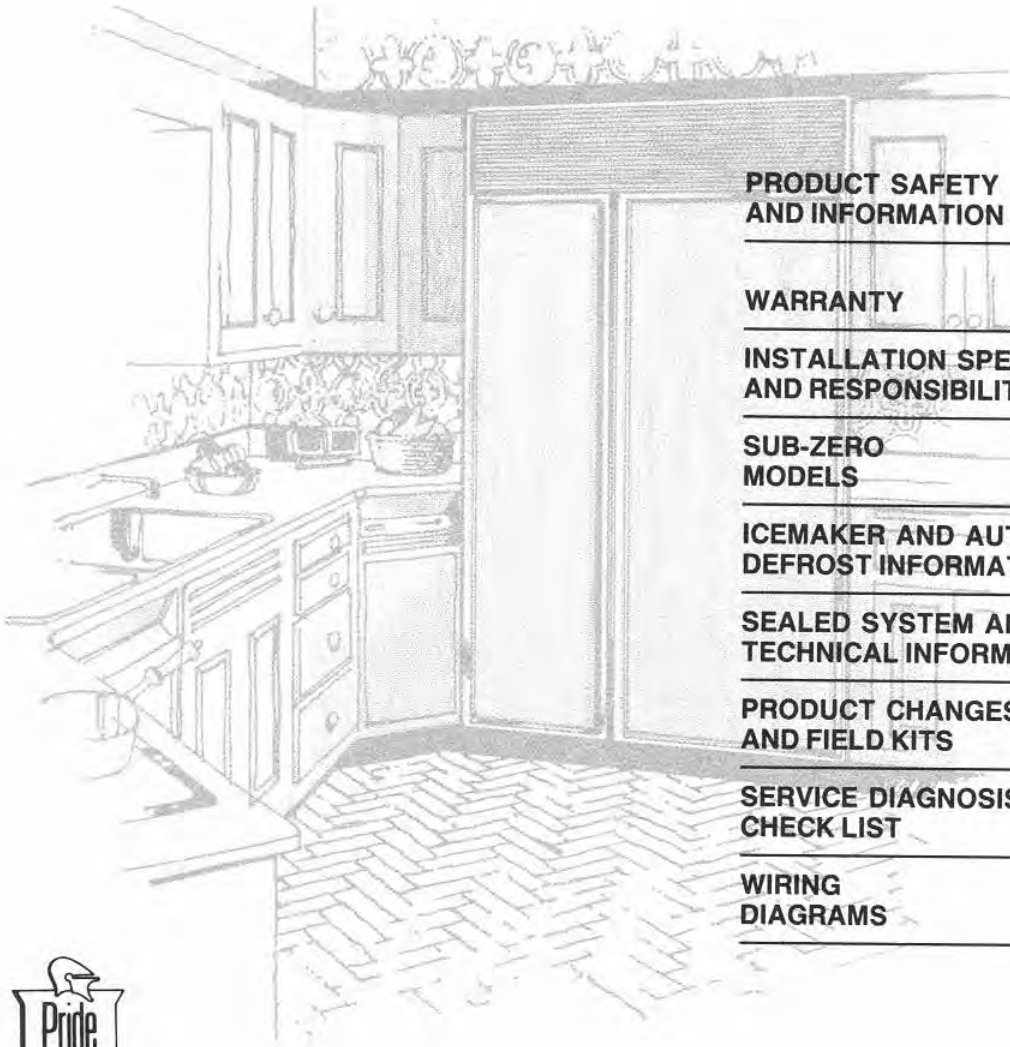 PRODUCT SAFETY
AND INFORMATION
WARRANTY
INSTALLATION SPE
AND RESPONSIBILIT
SUB-ZERO
MODELS
ICEMAKER AND AUT
DEFROST INFORMAT
SEALED SYSTEM A
TECHNICAL INFORM
PRODUCT CHANGES
AND FIELD KITS
SERVICE DIAGNOSIS
CHECK LIST
WIRING
DIAGRAMS
Pride